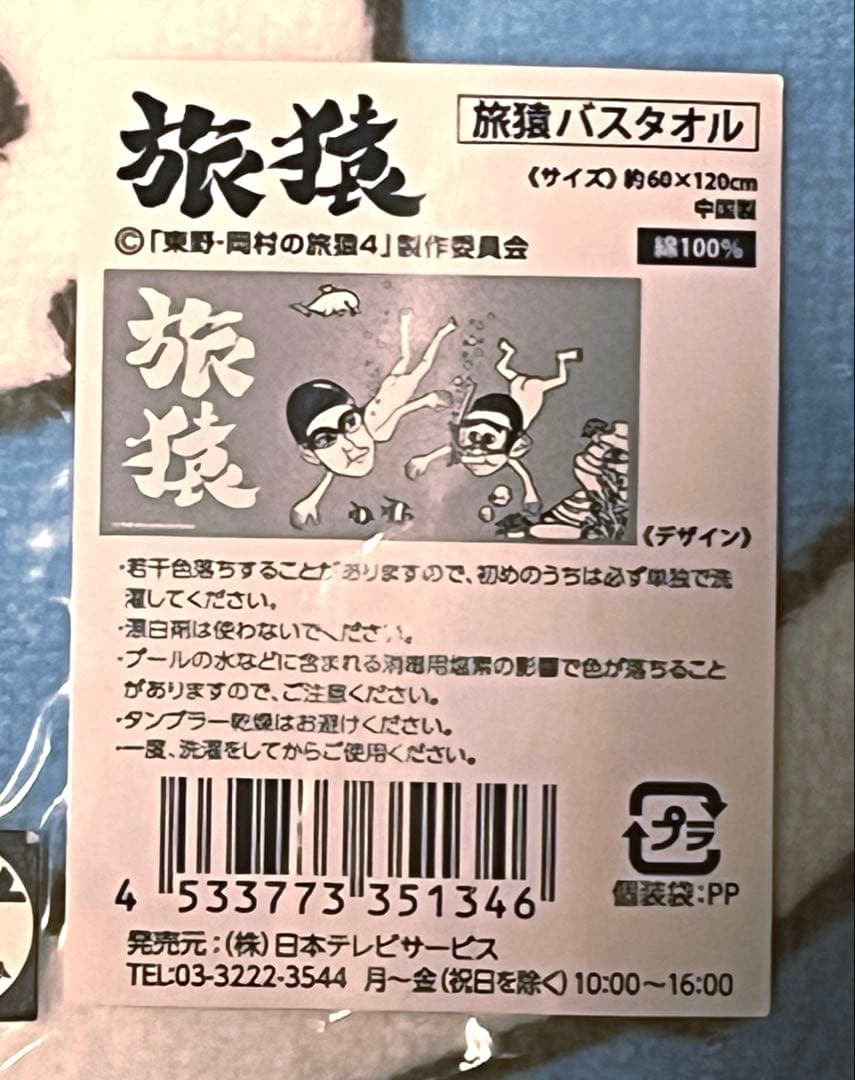 旅猿
旅猿バスタオル
《サイズ》約60×120cm
中国製
©「東野・岡村の旅猿4」製作委員会
綿100%
旅猿
《デザイン》
・若干色落ちすることがありますので、初めのうちは必ず単独で洗
濯してください。
・漂白剤は使わないでください。
・プールの水などに含まれる消毒用塩素の影響で色が落ちること
がありますので、ご注意ください。
・タンブラー乾燥はお避けください。
・一度、洗濯をしてからご使用ください。
プラ
個装袋:PP
4 533773 351346
発売元:(株)日本テレビサービス
TEL:03-3222-3544 月~金(祝日を除く)10:00~16:00